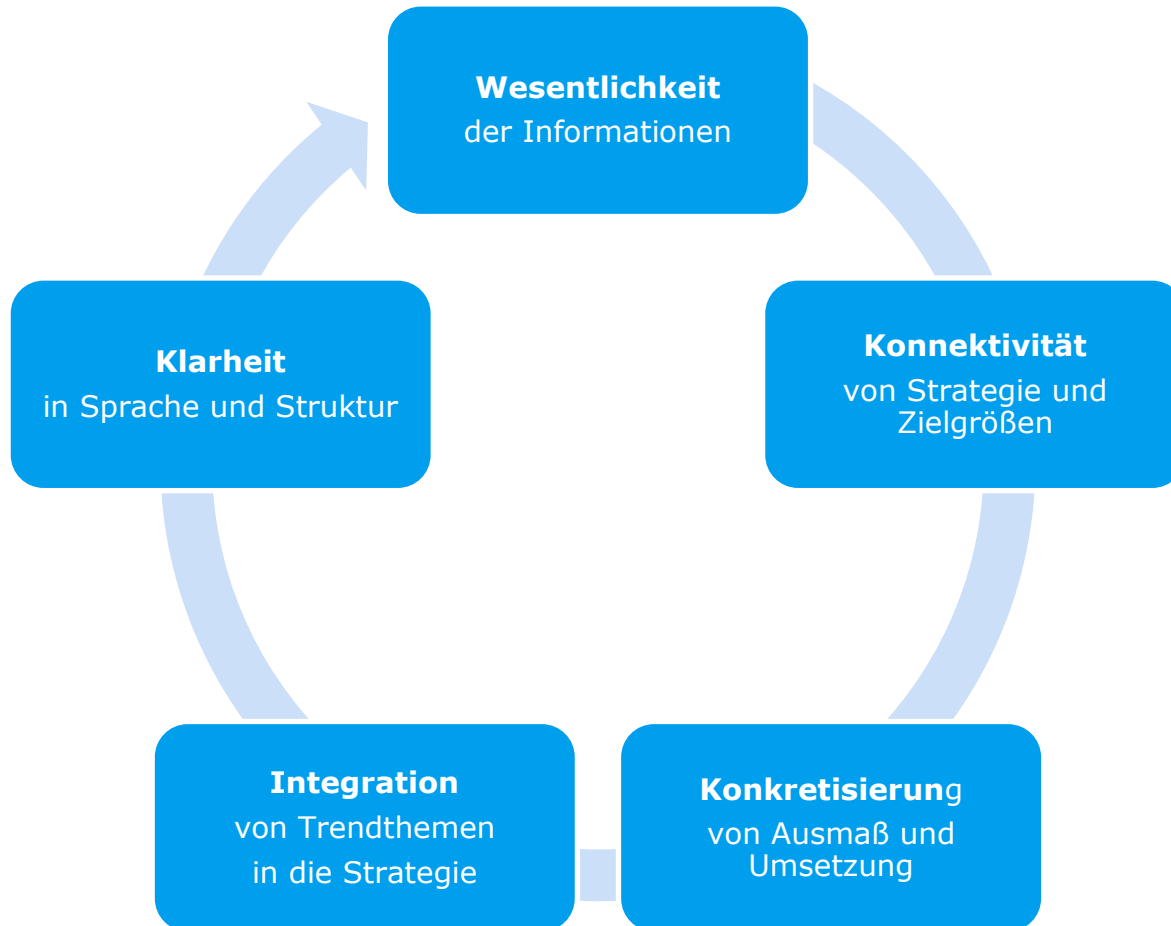 Wesentlichkeit
der Informationen
Konnektivität
von Strategie und
Zielgrößen
Konkretisierung
von Ausmaß und
Umsetzung
Integration
von Trendthemen
in die Strategie
Klarheit
in Sprache und Struktur